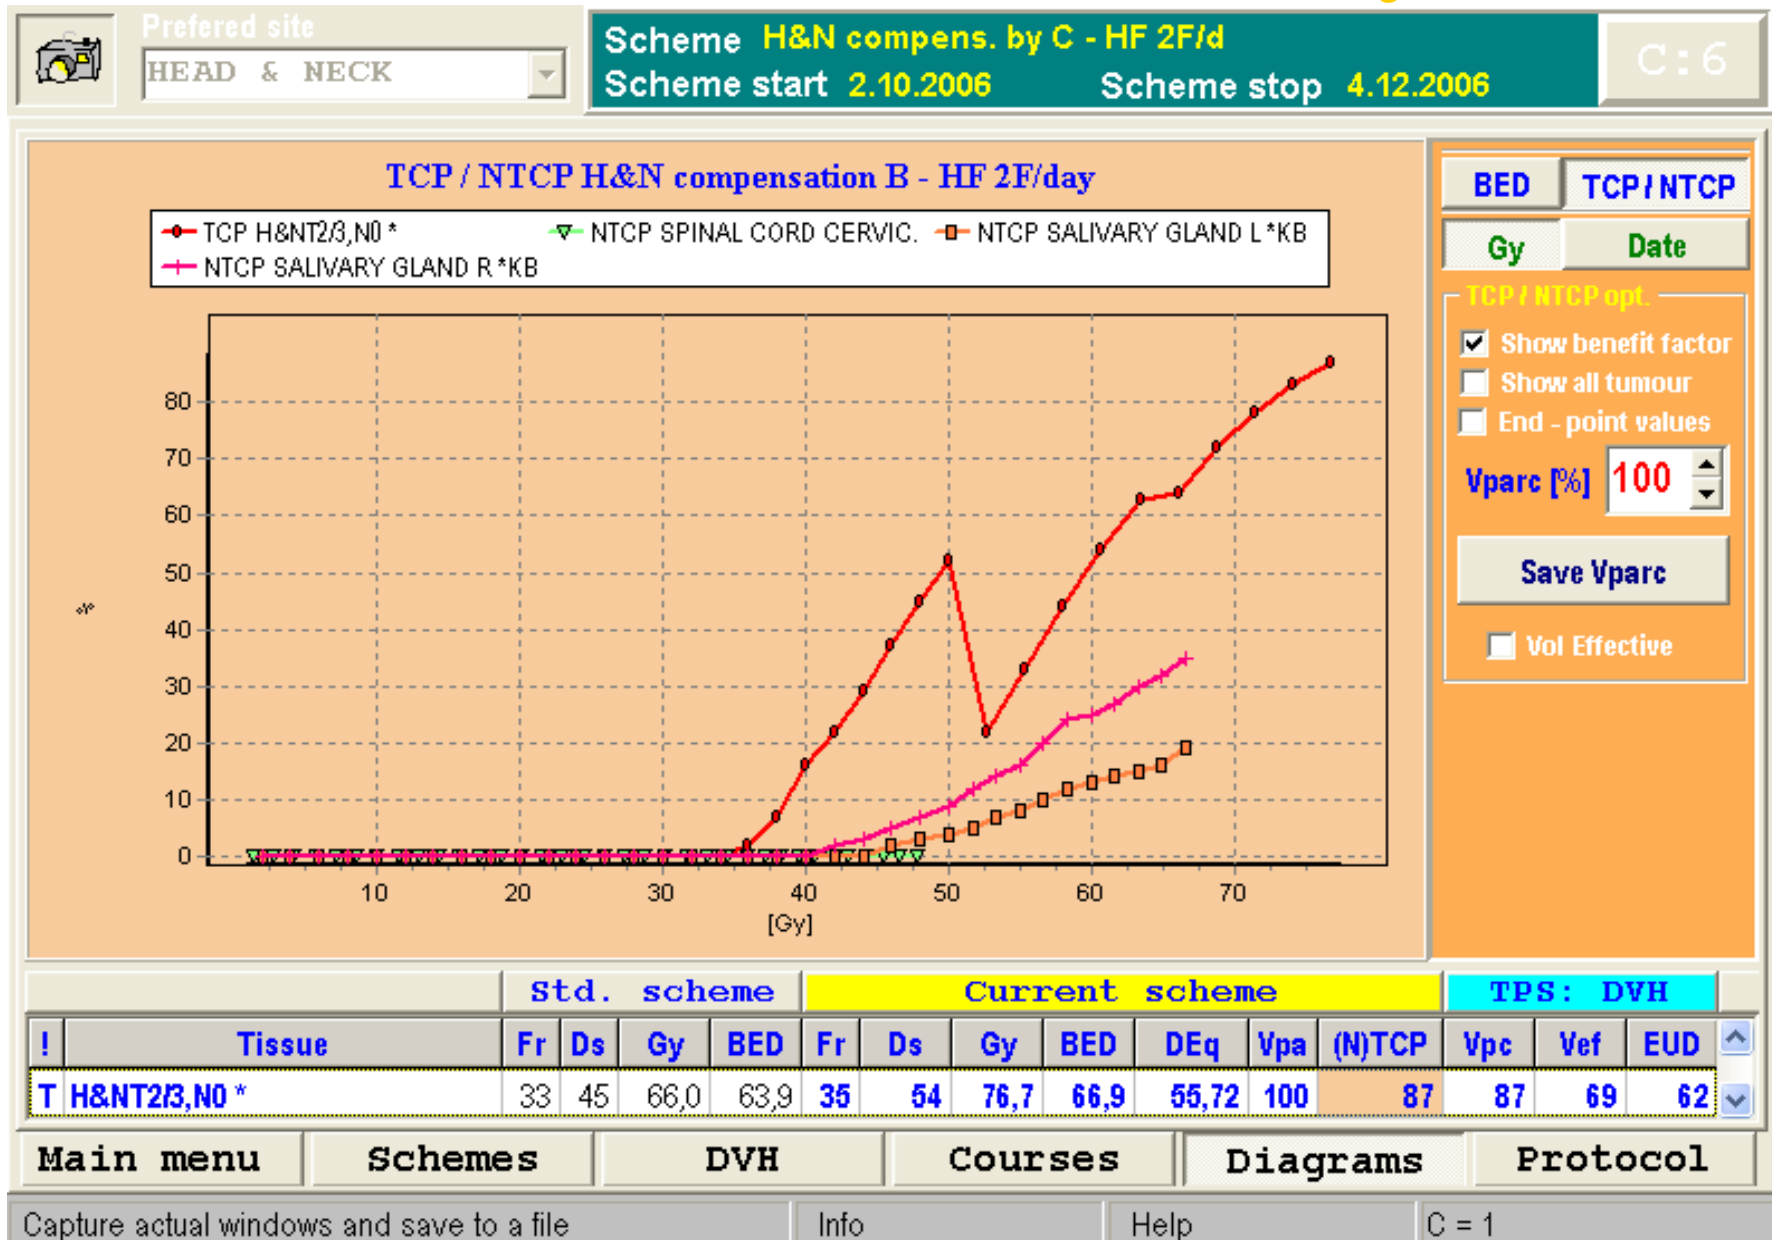 Prefered site
HEAD & NECK
Scheme H&N compens. by C - HF 2F/d
Scheme start 2.10.2006 Scheme stop 4.12.2006
C:6
TCP / NTCP H&N compensation B - HF 2F/day
TCP H&NT2/3,N0 * NTCP SPINAL CORD CERVIC. NTCP SALIVARY GLAND L *KB
NTCP SALIVARY GLAND R *KB
80
70
60
50
40
30
20
10
0
%
10 20 30 40 50 60 70
[Gy]
BED TCP / NTCP
Gy Date
TCP / NTCP opt.
Show benefit factor
Show all tumour
End - point values
Vparc [%] 100
Save Vparc
Vol Effective
Std. scheme Current scheme TPS: DVH
! Tissue Fr Ds Gy BED Fr Ds Gy BED DEq Vpa (N)TCP Vpc Vef EUD
T H&NT2/3,N0 * 33 45 66,0 63,9 35 54 76,7 66,9 55,72 100 87 87 69 62
Main menu Schemes DVH Courses Diagrams Protocol
Capture actual windows and save to a file Info Help C = 1